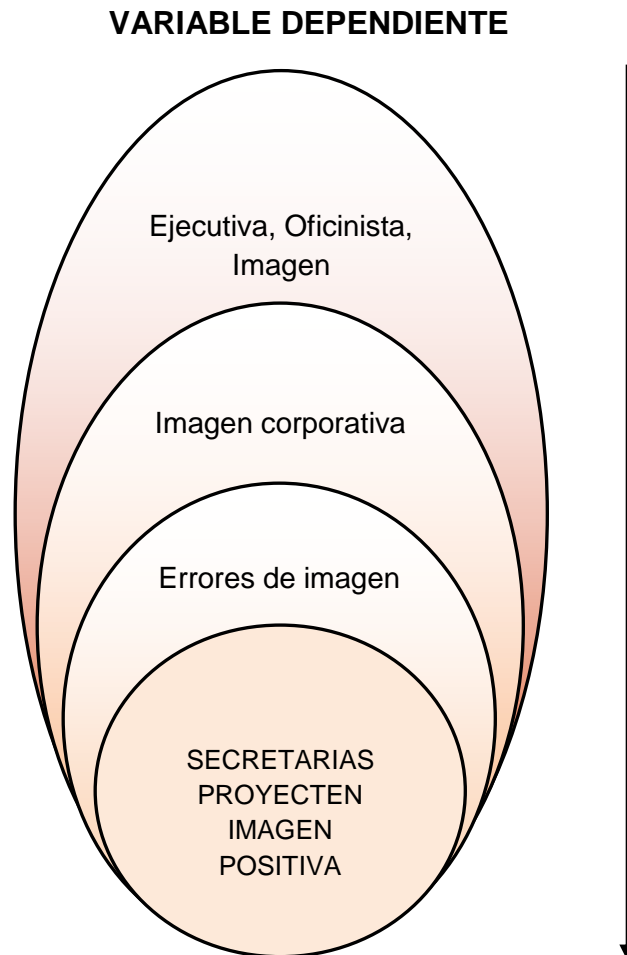 VARIABLE DEPENDIENTE
Ejecutiva, Oficinista,
Imagen
Imagen corporativa
Errores de imagen
SECRETARIAS
PROYECTEN
IMAGEN
POSITIVA